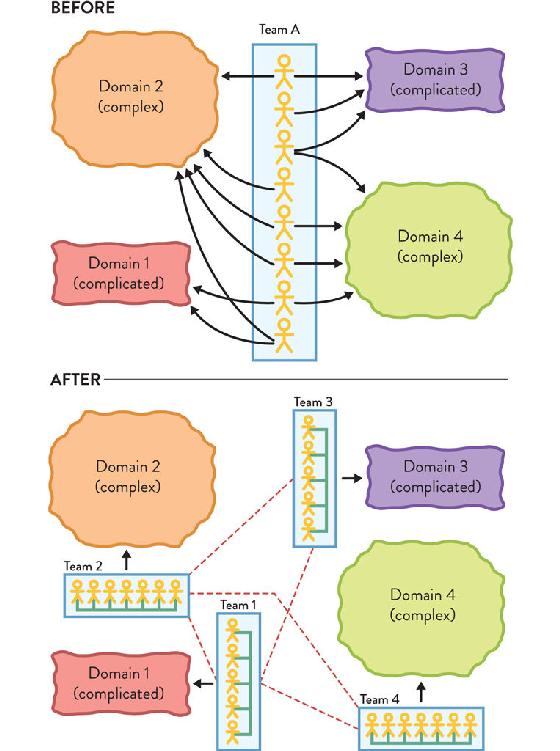 BEFORE
Team A
Domain 2
(complex)
Domain 3
(complicated)
Domain 4
(complex)
Domain 1
(complicated)
AFTER
Team 3
Domain 2
(complex)
Domain 3
(complicated)
Team 2
Domain 4
(complex)
Team 1
Domain 1
(complicated)
Team 4